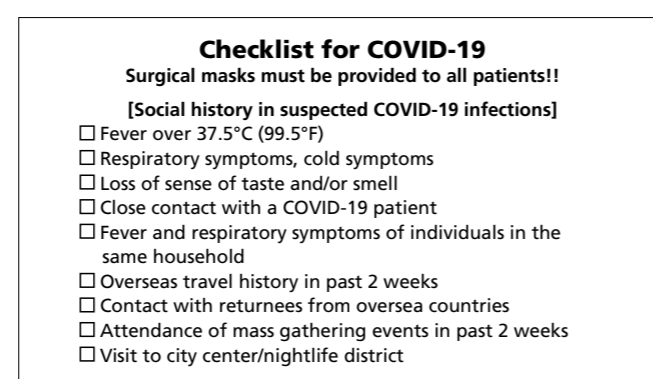 Checklist for COVID-19
Surgical masks must be provided to all patients!!
[Social history in suspected COVID-19 infections]
☐ Fever over 37.5°C (99.5°F)
☐ Respiratory symptoms, cold symptoms
☐ Loss of sense of taste and/or smell
☐ Close contact with a COVID-19 patient
☐ Fever and respiratory symptoms of individuals in the
same household
☐ Overseas travel history in past 2 weeks
☐ Contact with returnees from oversea countries
☐ Attendance of mass gathering events in past 2 weeks
☐ Visit to city center/nightlife district